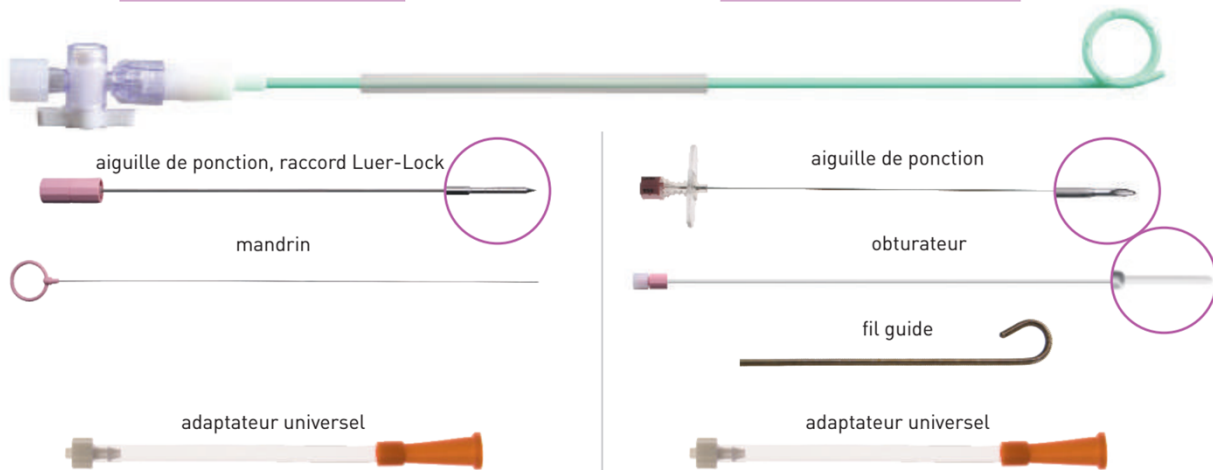 aiguille de ponction, raccord Luer-Lock
mandrin
adaptateur universel
aiguille de ponction
obturateur
fil guide
adaptateur universel